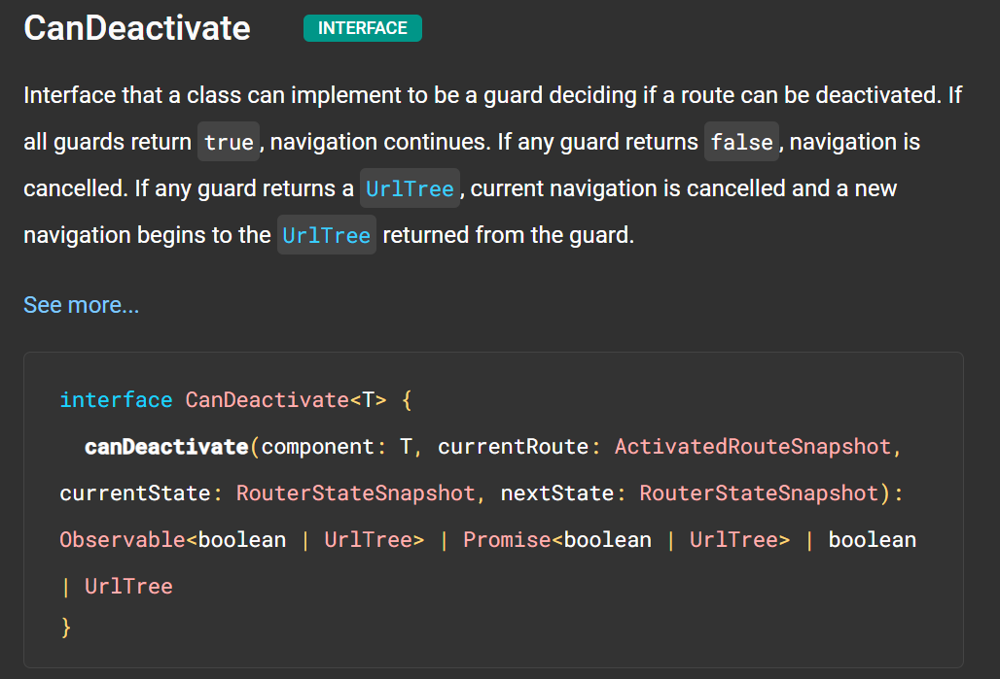 CanDeactivate INTERFACE
Interface that a class can implement to be a guard deciding if a route can be deactivated. If
all guards return true, navigation continues. If any guard returns false, navigation is
cancelled. If any guard returns a UrlTree, current navigation is cancelled and a new
navigation begins to the UrlTree returned from the guard.
See more...
interface CanDeactivate<T> {
canDeactivate(component: T, currentRoute: ActivatedRouteSnapshot,
currentState: RouterStateSnapshot, nextState: RouterStateSnapshot):
Observable<boolean | UrlTree> | Promise<boolean | UrlTree> | boolean
| UrlTree
}